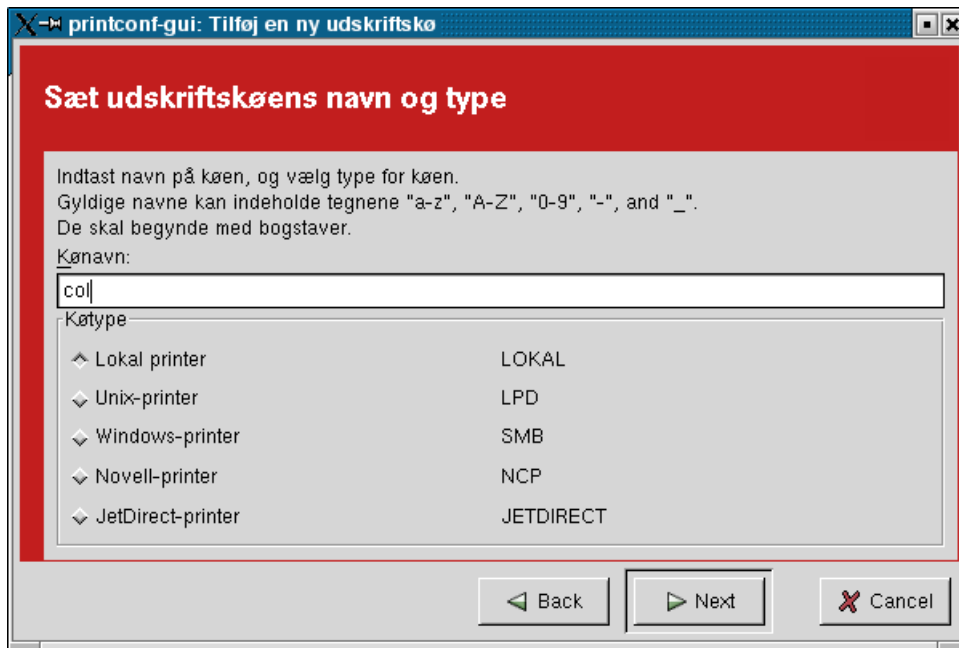 printconf-gui: Tilføj en ny udskriftskø
Sæt udskriftskøens navn og type
Indtast navn på køen, og vælg type for køen.
Gyldige navne kan indeholde tegnene "a-z", "A-Z", "0-9", "-", and "_".
De skal begynde med bogstaver.
Kønavn:
col
Køtype
Lokal printer LOKAL
Unix-printer LPD
Windows-printer SMB
Novell-printer NCP
JetDirect-printer JETDIRECT
Back Next Cancel